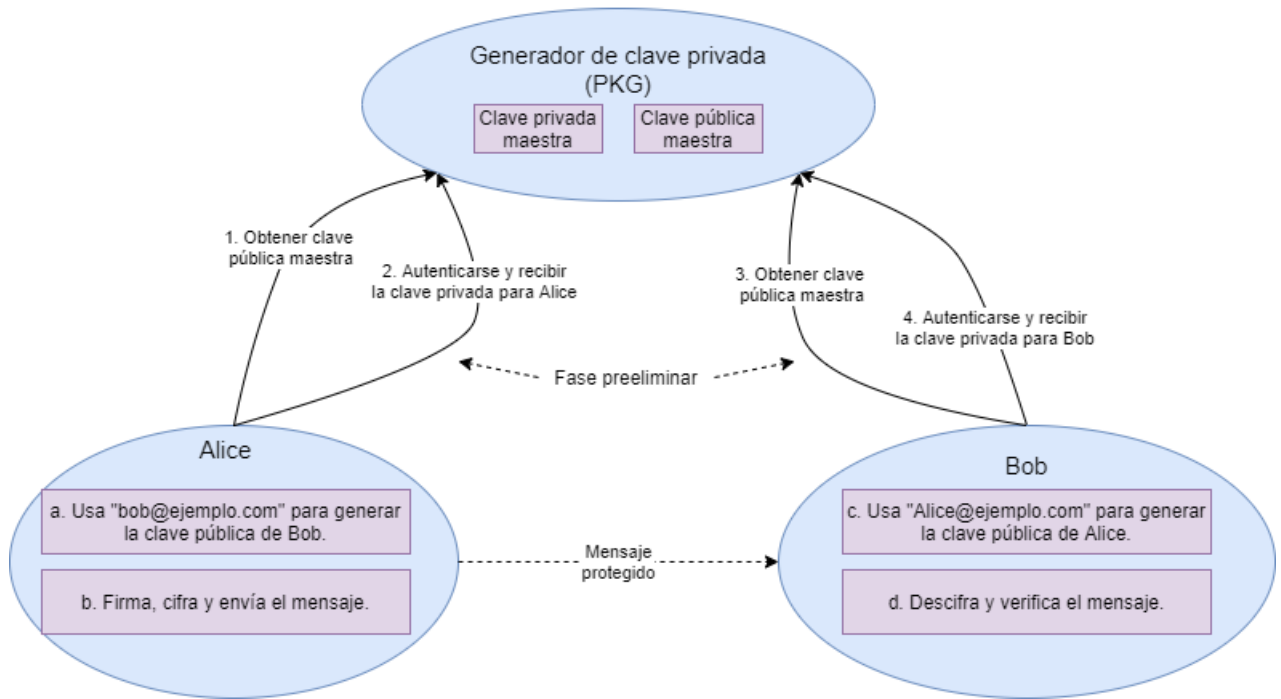 Generador de clave privada
(PKG)
Clave privada
maestra
Clave pública
maestra
1. Obtener clave
pública maestra
2. Autenticarse y recibir
la clave privada para Alice
3. Obtener clave
pública maestra
4. Autenticarse y recibir
la clave privada para Bob
Fase preeliminar
Alice
a. Usa "bob@ejemplo.com" para generar
la clave pública de Bob.
b. Firma, cifra y envía el mensaje.
Mensaje
protegido
Bob
c. Usa "Alice@ejemplo.com" para generar
la clave pública de Alice.
d. Descifra y verifica el mensaje.